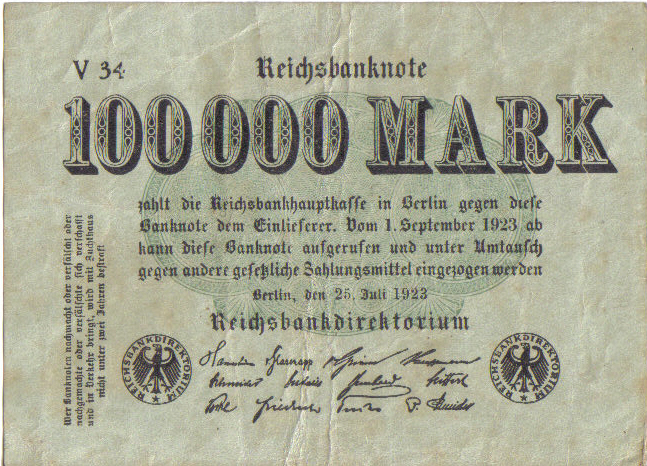 V 34
Reichsbanknote
100000 MARK
zahlt die Reichsbankhauptkasse in Berlin gegen diese
Banknote dem Einlieferer. Vom 1. September 1923 ab
kann diese Banknote aufgerufen und unter Umtausch
gegen andere gesetzliche Zahlungsmittel eingezogen werden
Berlin, den 25. Juli 1923
Reichsbankdirektorium
Wer Banknoten nachmacht oder verfälscht oder
nachgemachte oder verfälschte sich verschafft
und in Verkehr bringt, wird mit Zuchthaus
nicht unter zwei Jahren bestraft
REICHSBANKDIREKTORIUM
REICHSBANKDIREKTORIUM